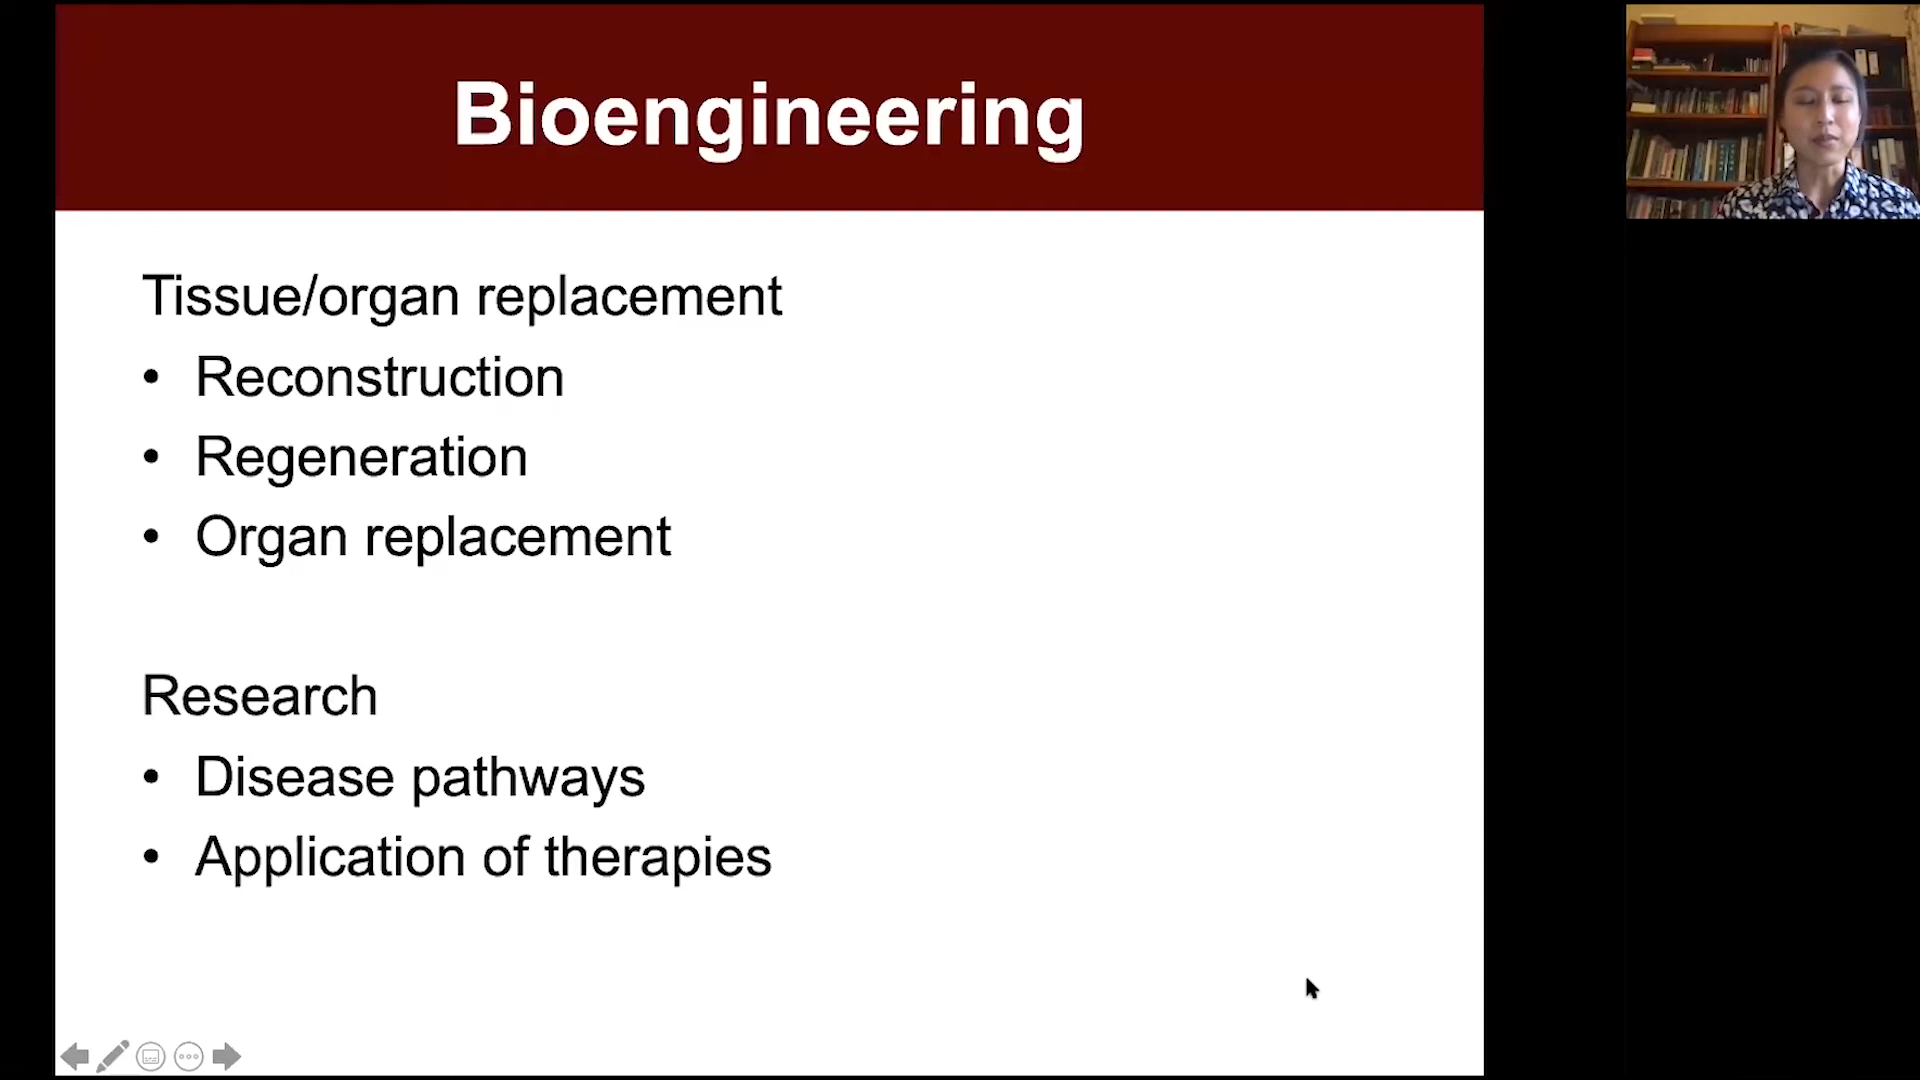 Bioengineering
Tissue/organ replacement
• Reconstruction
• Regeneration
• Organ replacement
Research
• Disease pathways
• Application of therapies